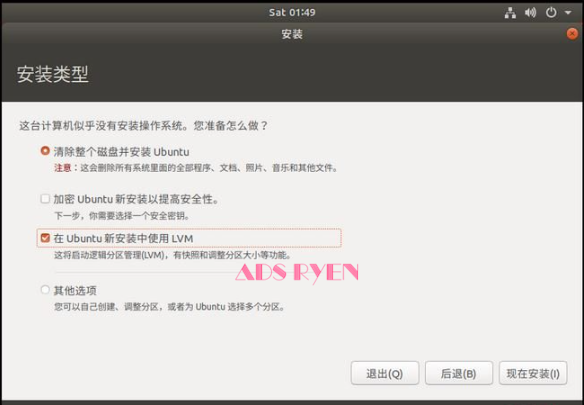 Sat 01:49
安装
安装类型
这台计算机似乎没有安装操作系统。您准备怎么做？
清除整个磁盘并安装 Ubuntu
注意：这会删除所有系统里面的全部程序、文档、照片、音乐和其他文件。
加密 Ubuntu 新安装以提高安全性。
下一步，你需要选择一个安全密钥。
在 Ubuntu 新安装中使用 LVM
这将启动逻辑分区管理(LVM)，有快照和调整分区大小等功能。
ADS RYEN
其他选项
您可以自己创建、调整分区，或者为 Ubuntu 选择多个分区。
退出(Q) 后退(B) 现在安装(I)